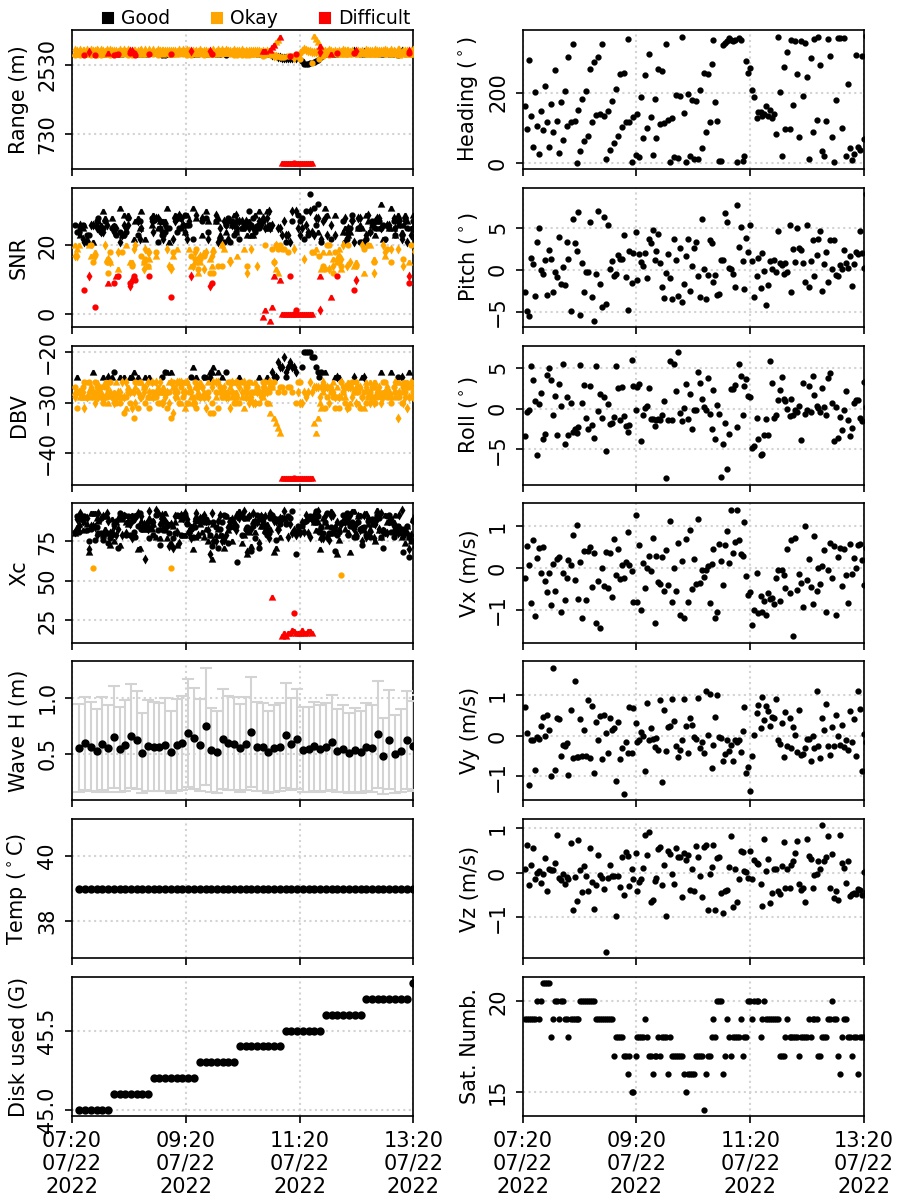 Good Okay Difficult
Range (m)
2530
730
Heading (°)
200
0
SNR
20
0
Pitch (°)
5
0
−5
DBV
−20
−30
−40
Roll (°)
5
0
−5
Xc
75
50
25
Vx (m/s)
1
0
−1
Wave H (m)
1.0
0.5
Vy (m/s)
1
0
−1
Temp (°C)
40
38
Vz (m/s)
1
0
−1
Disk used (G)
45.5
45.0
Sat. Numb.
20
15
07:20 09:20 11:20 13:20
07/22 07/22 07/22 07/22
2022 2022 2022 2022
07:20 09:20 11:20 13:20
07/22 07/22 07/22 07/22
2022 2022 2022 2022